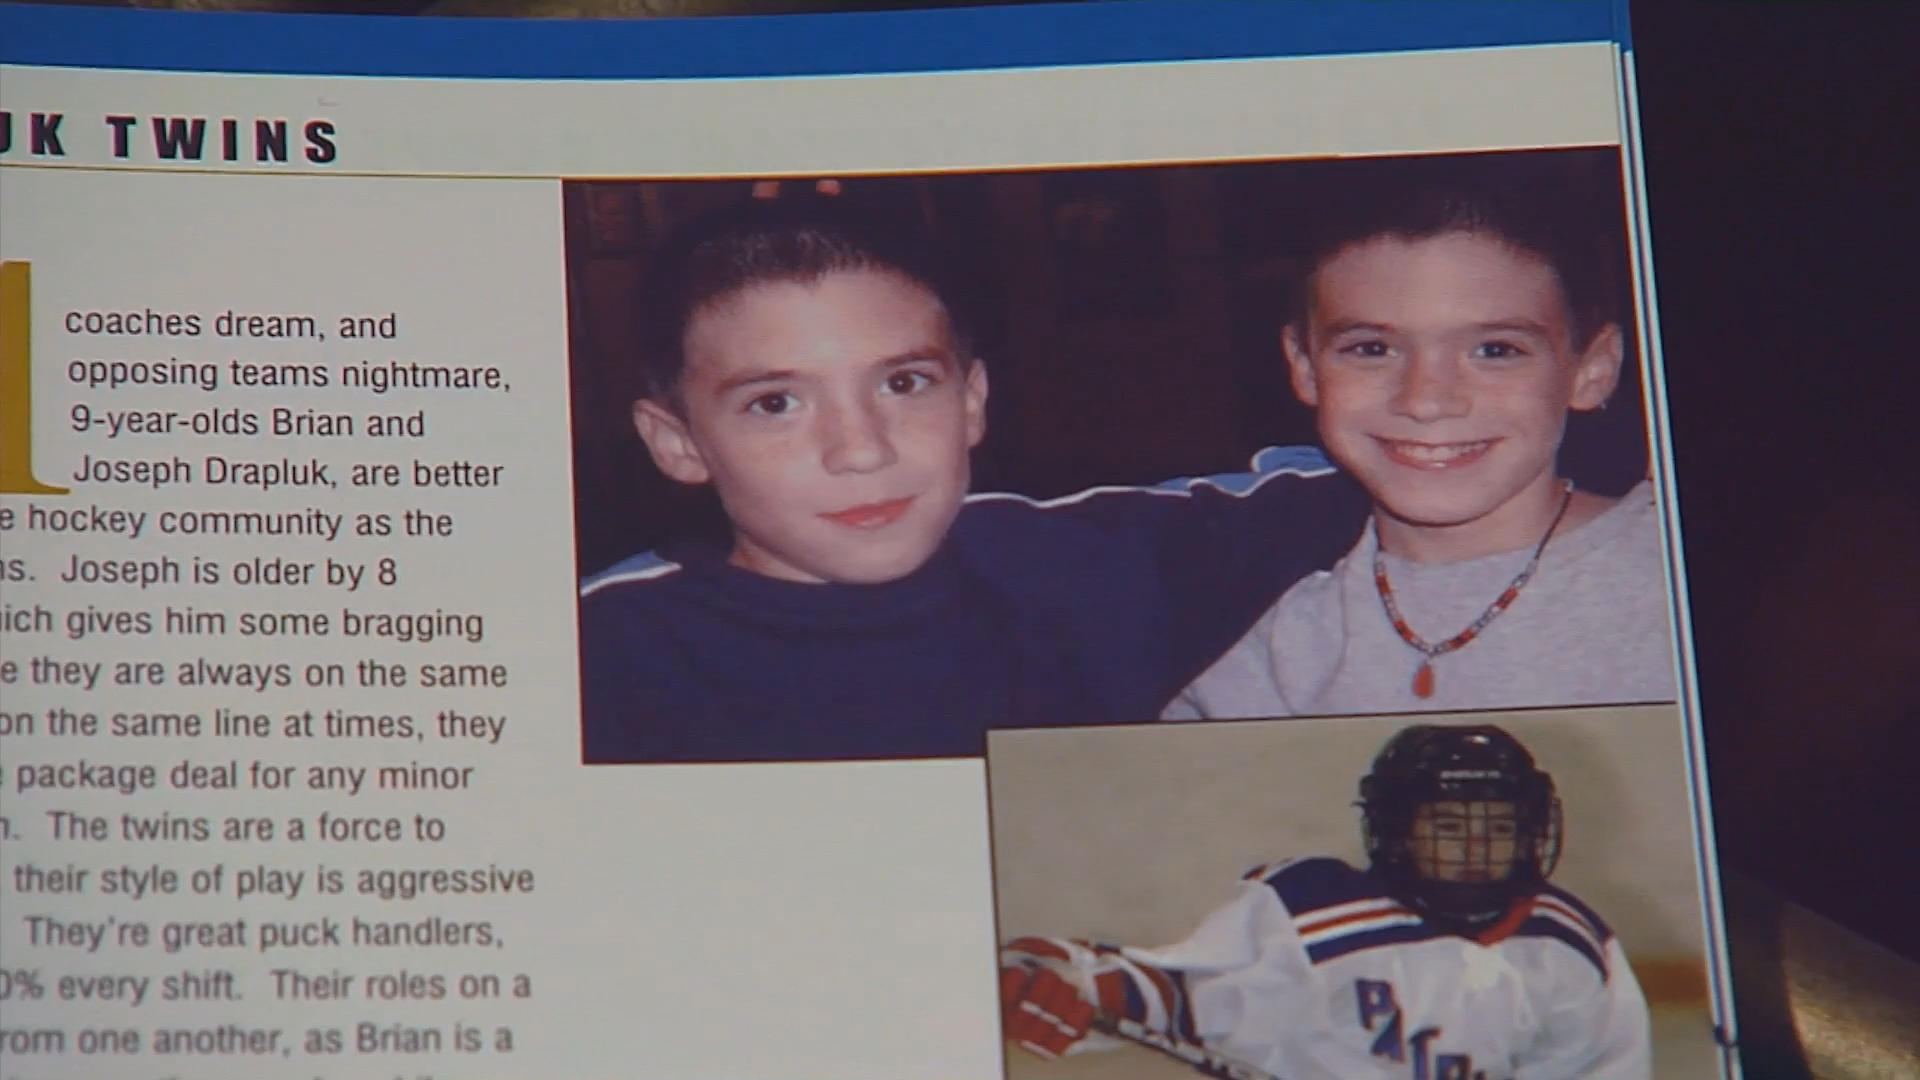 UK TWINS
coaches dream, and
opposing teams nightmare,
9-year-olds Brian and
Joseph Drapluk, are better
e hockey community as the
ns. Joseph is older by 8
hich gives him some bragging
e they are always on the same
on the same line at times, they
package deal for any minor
n. The twins are a force to
their style of play is aggressive
They're great puck handlers,
0% every shift. Their roles on a
rom one another, as Brian is a
PATR